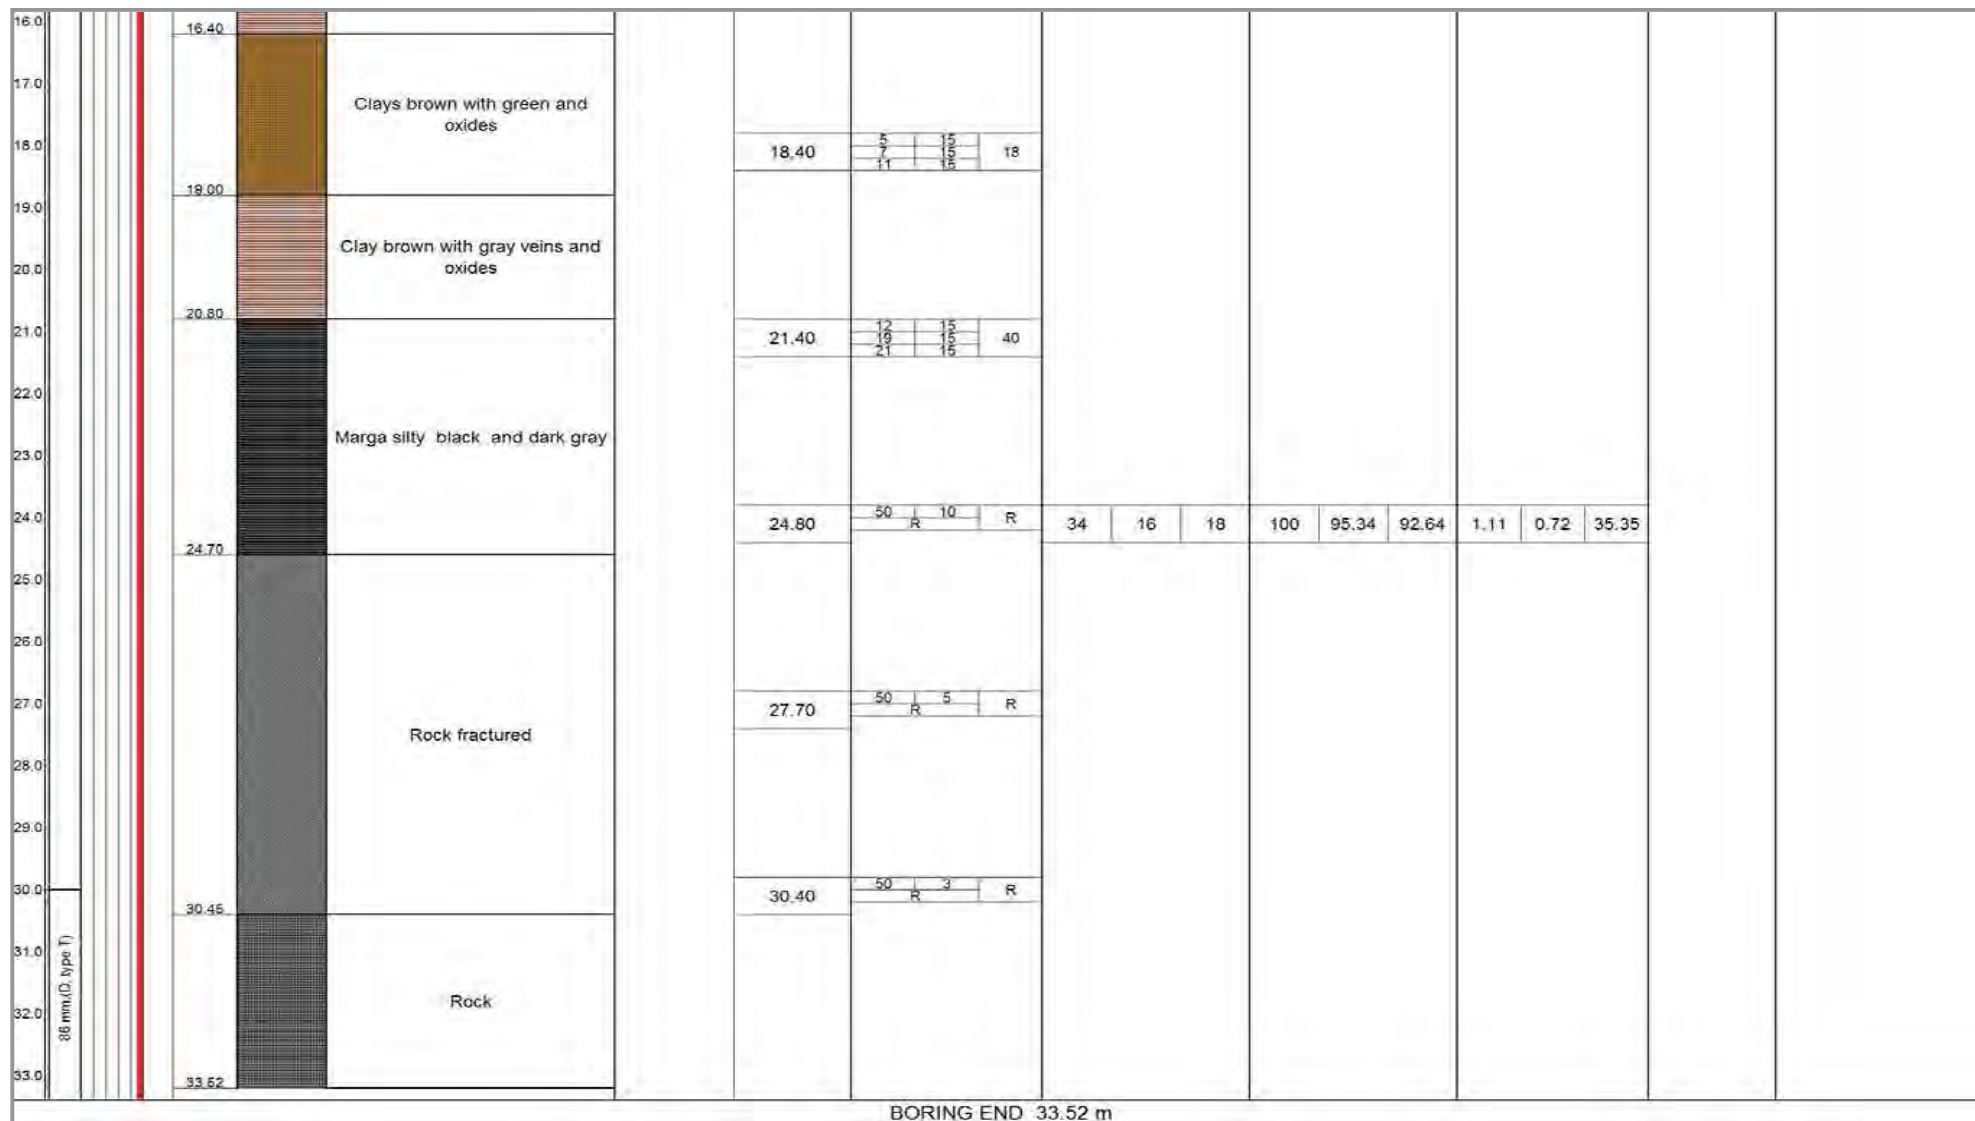 16.0
16.40
17.0
Clays brown with green and
oxides
18.0
18.40
5 15
7 15
11 15
18
19.00
19.0
Clay brown with gray veins and
oxides
20.0
20.80
21.0
21.40
12 15
19 15
21 15
40
22.0
Marga silty black and dark gray
23.0
24.0
24.80
50 10
R
R
34 16 18 100 95.34 92.64 1.11 0.72 35.35
24.70
25.0
26.0
27.0
27.70
50 5
R
R
Rock fractured
28.0
29.0
30.0
30.40
50 3
R
R
30.45
31.0
86 mm,(D, type T)
Rock
32.0
33.0
33.52
BORING END 33.52 m